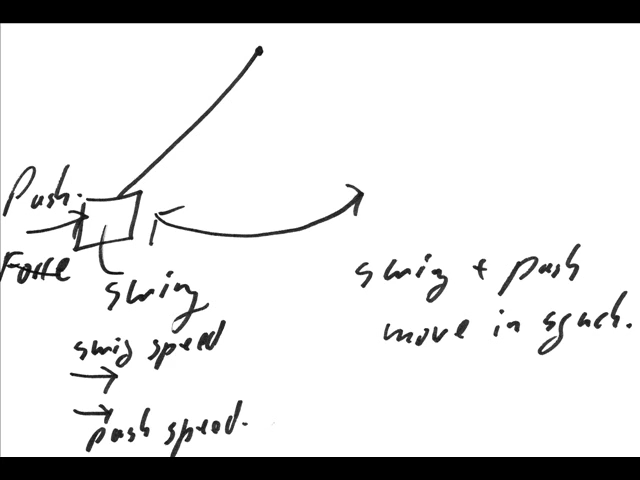 Push.
Force
swing
swing speed
push speed.
swing + push
move in synch.